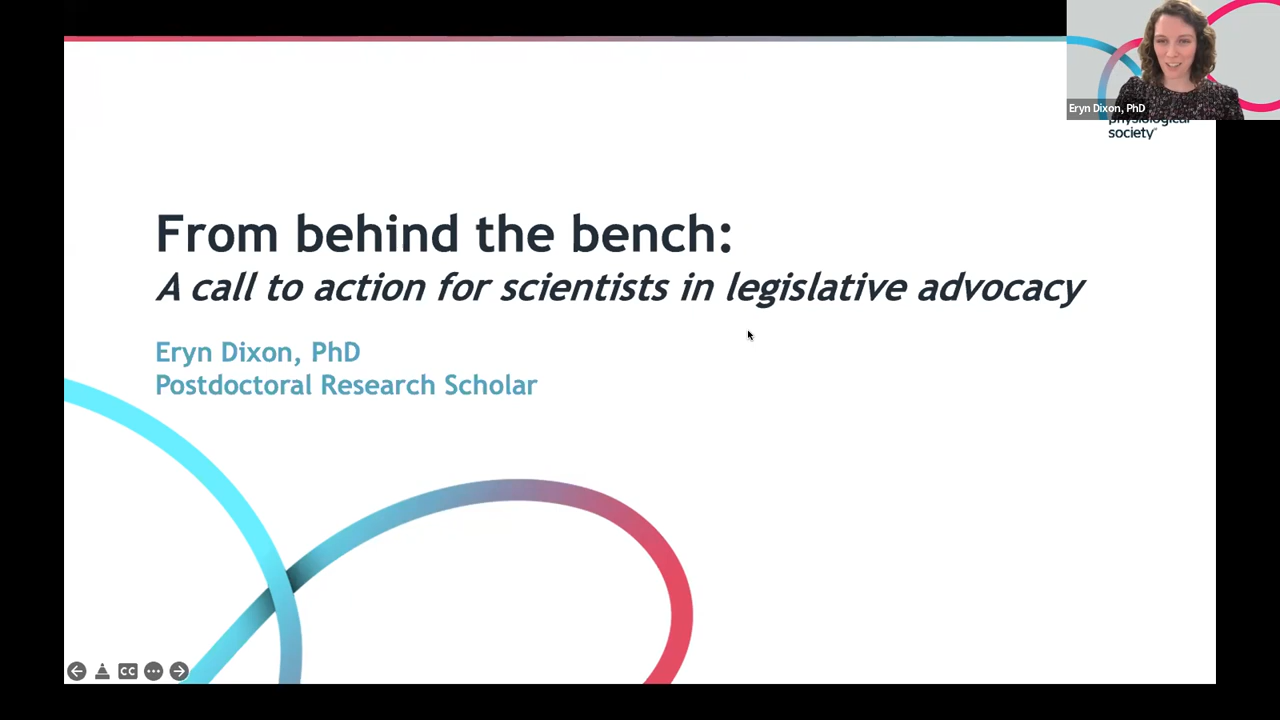 Eryn Dixon, PhD
physiological
society
From behind the bench:
A call to action for scientists in legislative advocacy
Eryn Dixon, PhD
Postdoctoral Research Scholar
CC